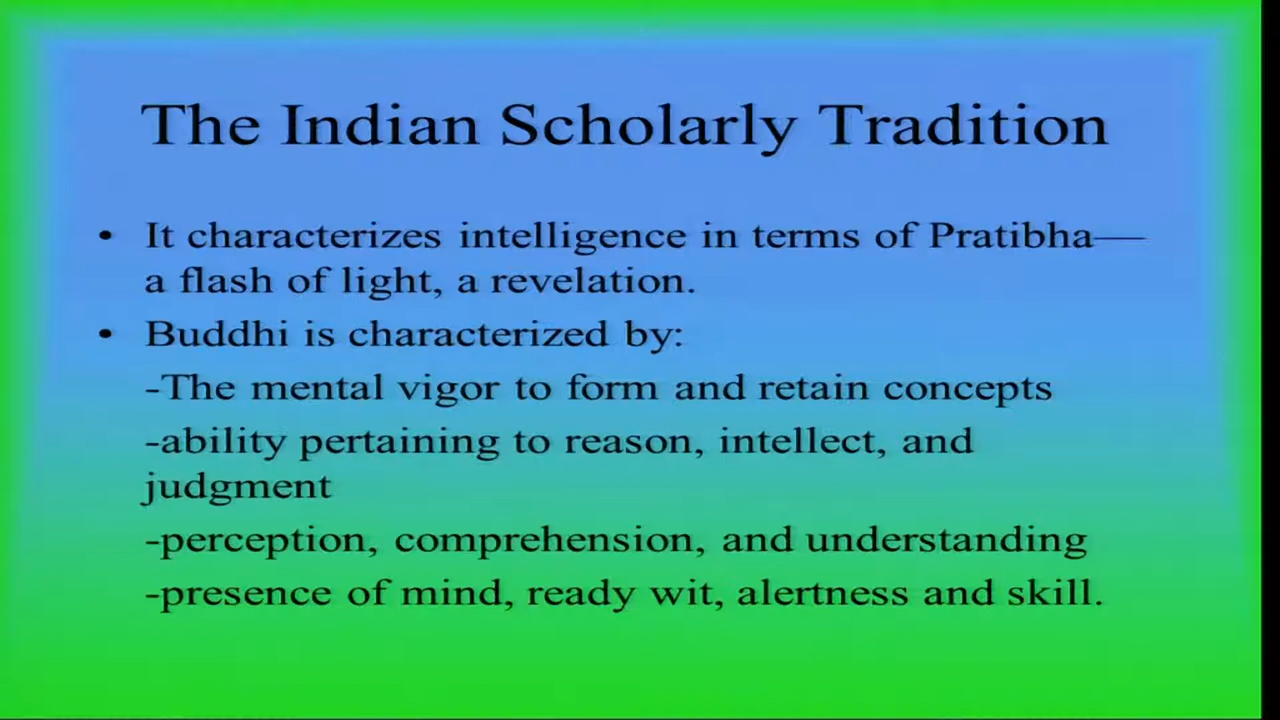 The Indian Scholarly Tradition
• It characterizes intelligence in terms of Pratibha—
a flash of light, a revelation.
• Buddhi is characterized by:
-The mental vigor to form and retain concepts
-ability pertaining to reason, intellect, and
judgment
-perception, comprehension, and understanding
-presence of mind, ready wit, alertness and skill.